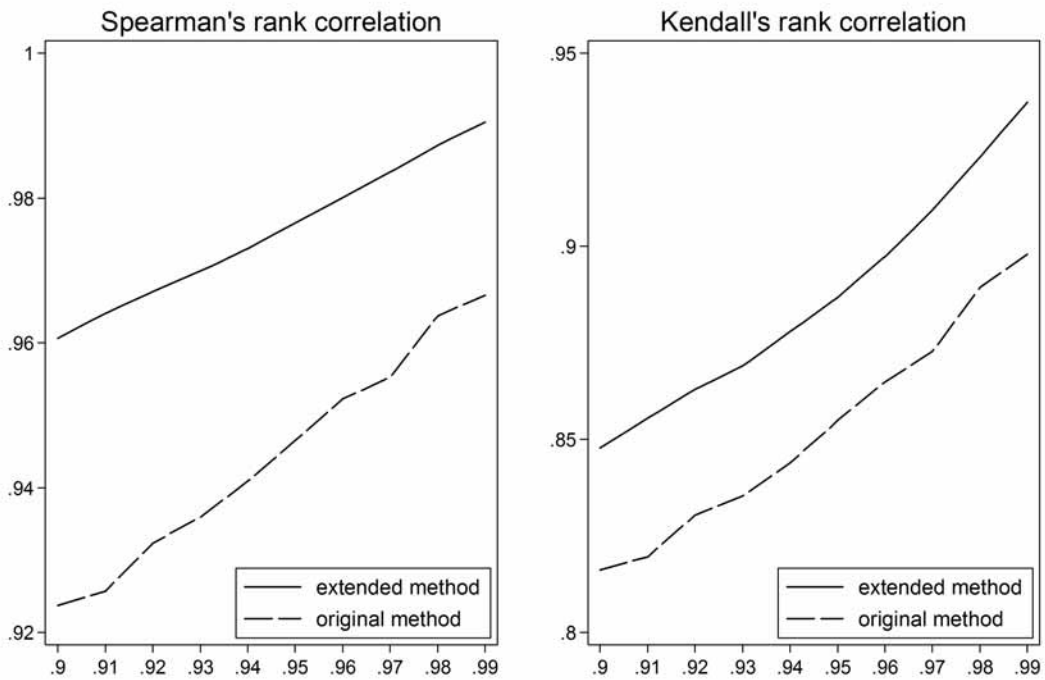 Spearman's rank correlation
1
.98
.96
.94
.92
extended method
original method
.9 .91 .92 .93 .94 .95 .96 .97 .98 .99
Kendall's rank correlation
.95
.9
.85
.8
extended method
original method
.9 .91 .92 .93 .94 .95 .96 .97 .98 .99